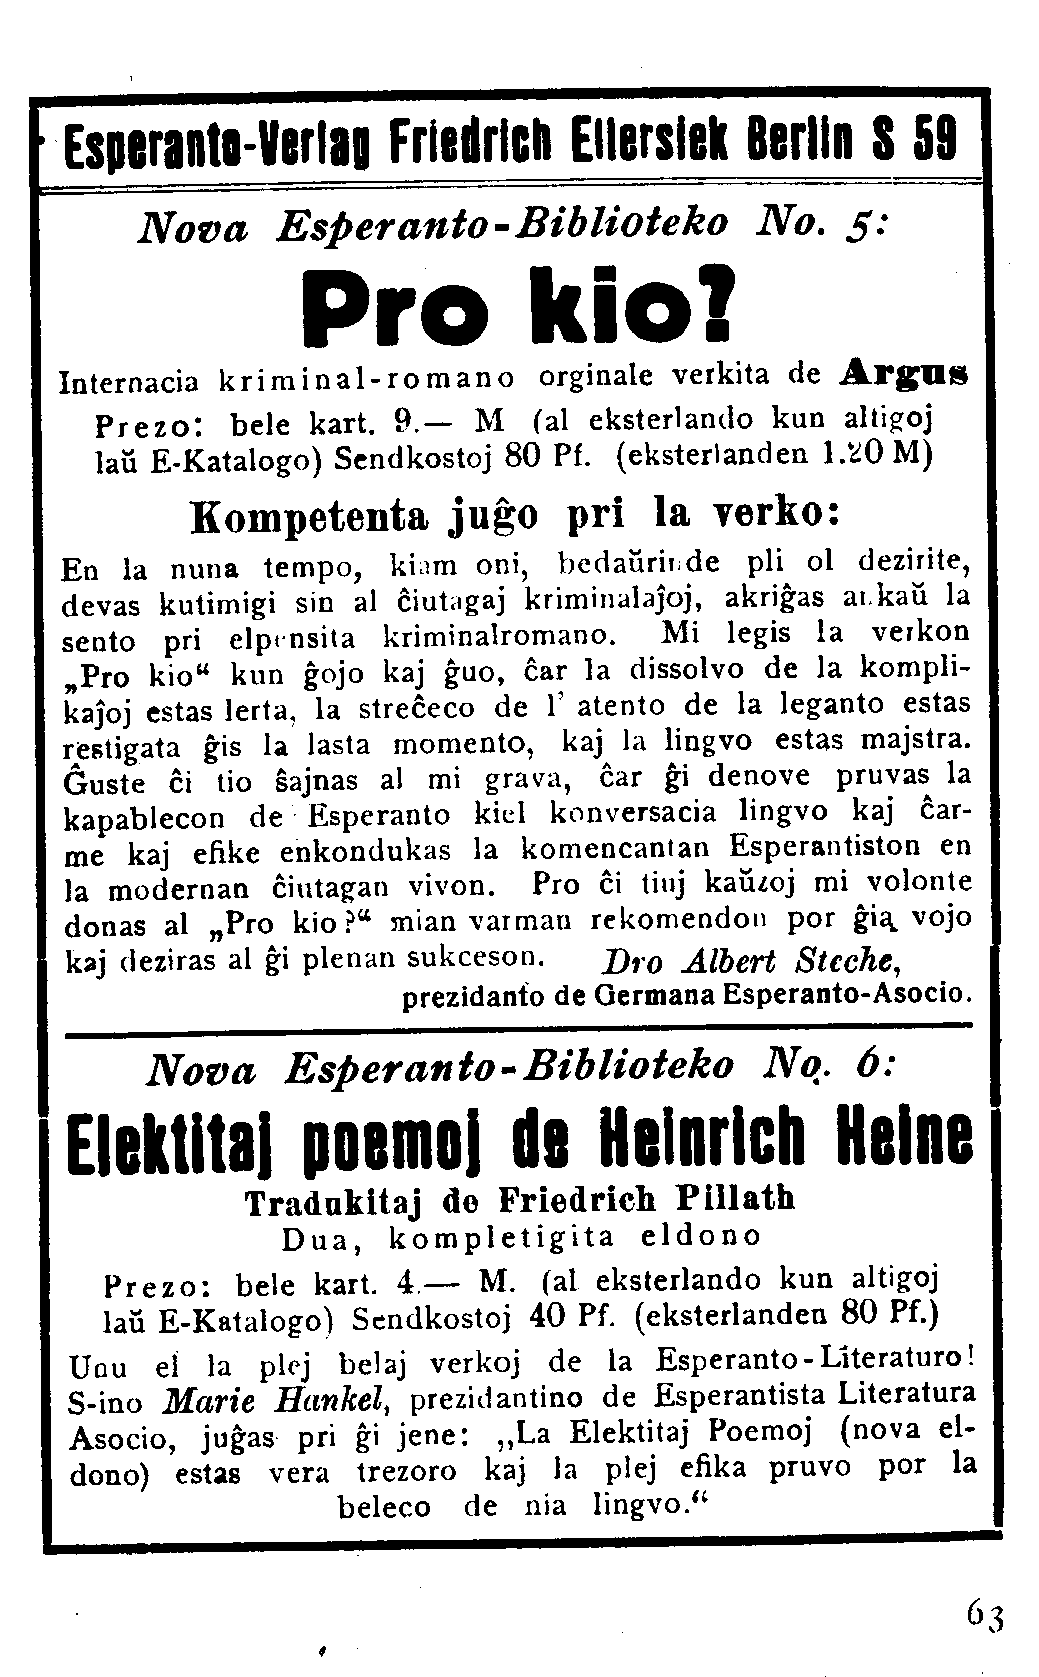 Esperanto-Verlag Friedrich Ellersiek Berlin S 59
Nova Esperanto-Biblioteko No. 5:
Pro kio?
Internacia kriminal-romano orginale verkita de Argus
Prezo: bele kart. 9.— M (al eksterlando kun altigoj
laŭ E-Katalogo) Sendkostoj 80 Pf. (eksterlanden 1.20 M)
Kompetenta juĝo pri la verko:
En la nuna tempo, kiam oni, bedaŭrinde pli ol dezirite,
devas kutimigi sin al ĉiutagaj kriminalaĵoj, akriĝas ankaŭ la
sento pri elpensita kriminalromano. Mi legis la verkon
„Pro kio“ kun ĝojo kaj ĝuo, ĉar la dissolvo de la kompli-
kaĵoj estas lerta, la streĉeco de l' atento de la leganto estas
restigata ĝis la lasta momento, kaj la lingvo estas majstra.
Ĝuste ĉi tio ŝajnas al mi grava, ĉar ĝi denove pruvas la
kapablecon de Esperanto kiel konversacia lingvo kaj ĉar-
me kaj efike enkondukas la komencantan Esperantiston en
la modernan ĉiutagan vivon. Pro ĉi tiuj kaŭzoj mi volonte
donas al „Pro kio?“ mian varman rekomendon por ĝia vojo
kaj deziras al ĝi plenan sukceson. Dro Albert Steche,
prezidanto de Germana Esperanto-Asocio.
Nova Esperanto-Biblioteko No. 6:
Elektitaj poemoj de Heinrich Heine
Tradukitaj de Friedrich Pillath
Dua, kompletigita eldono
Prezo: bele kart. 4.— M. (al eksterlando kun altigoj
laŭ E-Katalogo) Sendkostoj 40 Pf. (eksterlanden 80 Pf.)
Unu el la plej belaj verkoj de la Esperanto-Literaturo!
S-ino Marie Hankel, prezidantino de Esperantista Literatura
Asocio, juĝas pri ĝi jene: „La Elektitaj Poemoj (nova el-
dono) estas vera trezoro kaj la plej efika pruvo por la
beleco de nia lingvo.“
63